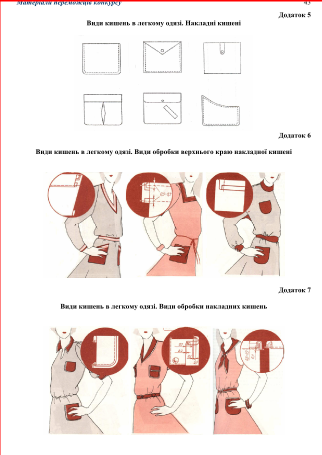 Матеріали переможців конкурсу 43
Додаток 5
Види кишень в легкому одязі. Накладні кишені
Додаток 6
Види кишень в легкому одязі. Види обробки верхнього краю накладної кишені
Додаток 7
Види кишень в легкому одязі. Види обробки накладних кишень